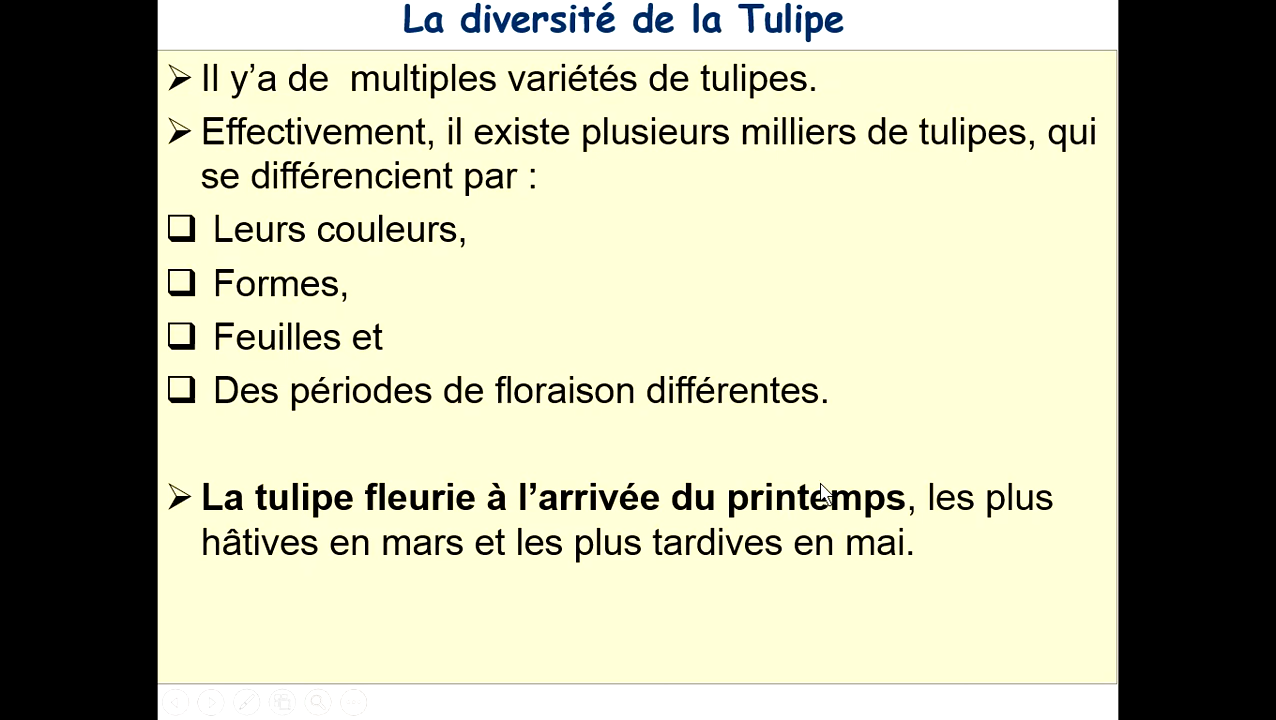 La diversité de la Tulipe
Il y’a de  multiples variétés de tulipes.
Effectivement, il existe plusieurs milliers de tulipes, qui
se différencient par :
Leurs couleurs,
Formes,
Feuilles et
Des périodes de floraison différentes.
La tulipe fleurie à l’arrivée du printemps, les plus
hâtives en mars et les plus tardives en mai.